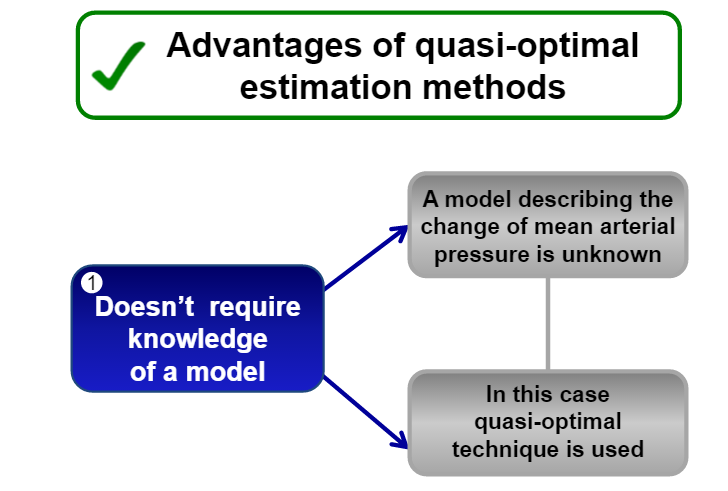 Advantages of quasi-optimal
estimation methods
A model describing the
change of mean arterial
pressure is unknown
1
Doesn't require
knowledge
of a model
In this case
quasi-optimal
technique is used